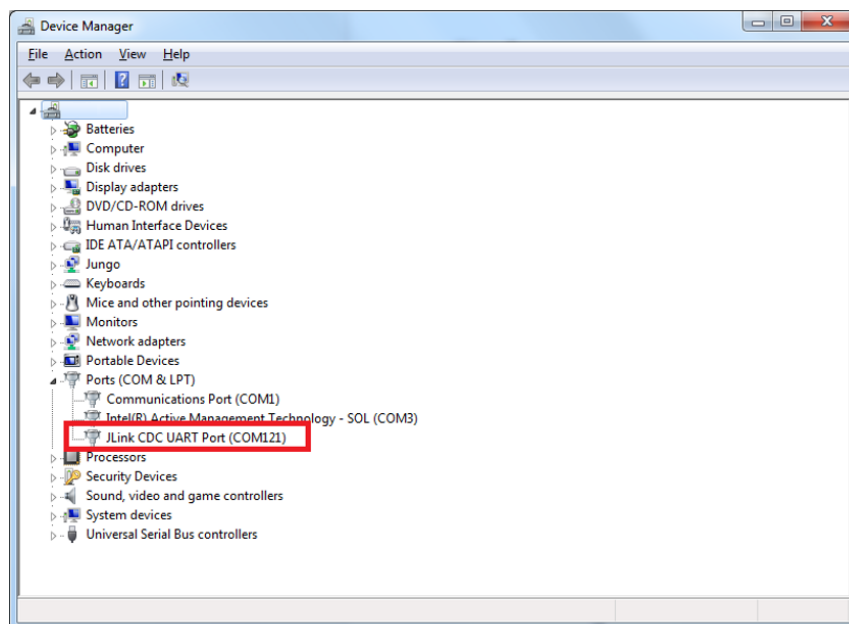 Device Manager
File Action View Help
Batteries
Computer
Disk drives
Display adapters
DVD/CD-ROM drives
Human Interface Devices
IDE ATA/ATAPI controllers
Jungo
Keyboards
Mice and other pointing devices
Monitors
Network adapters
Portable Devices
Ports (COM & LPT)
Communications Port (COM1)
Intel(R) Active Management Technology - SOL (COM3)
JLink CDC UART Port (COM121)
Processors
Security Devices
Sound, video and game controllers
System devices
Universal Serial Bus controllers